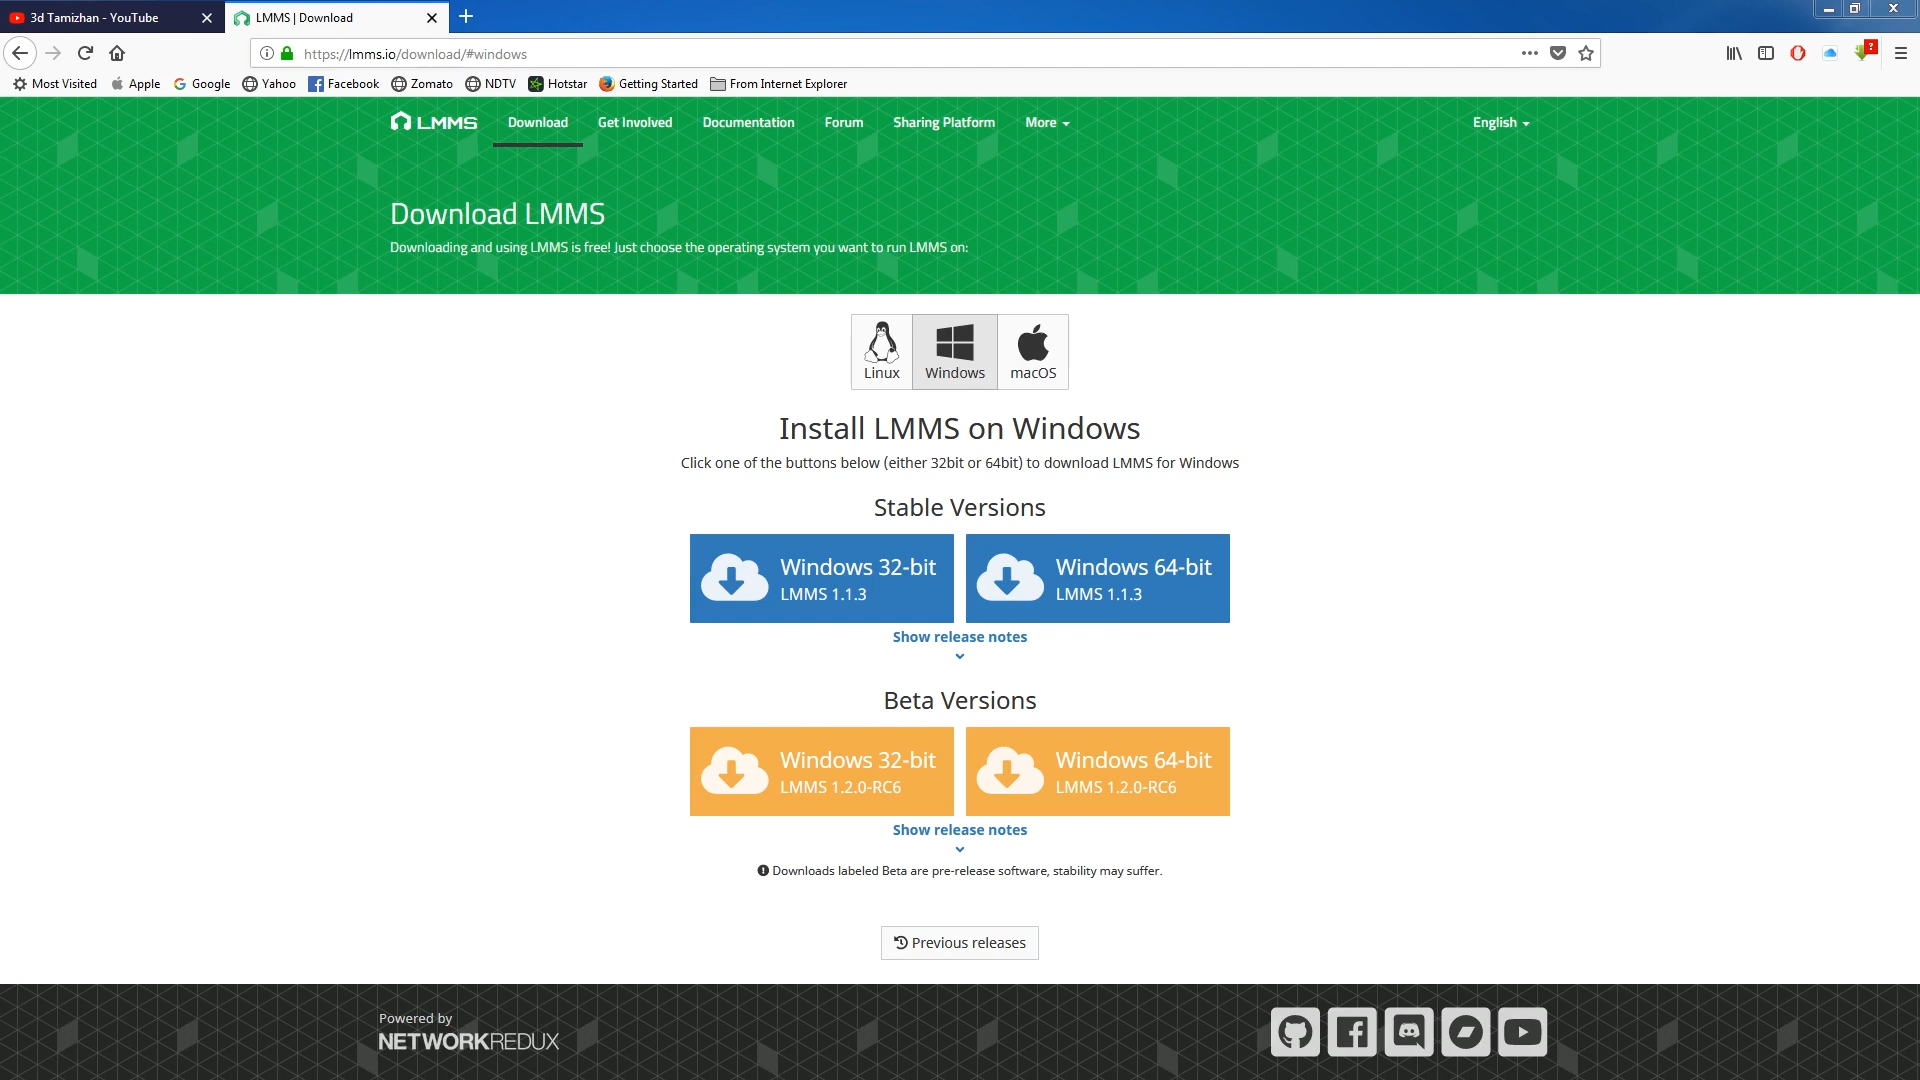 3d Tamizhan - YouTube
LMMS | Download
https://lmms.io/download/#windows
Most Visited Apple Google Yahoo Facebook Zomato NDTV Hotstar Getting Started From Internet Explorer
LMMS Download Get Involved Documentation Forum Sharing Platform More English
Download LMMS
Downloading and using LMMS is free! Just choose the operating system you want to run LMMS on:
Linux Windows macOS
Install LMMS on Windows
Click one of the buttons below (either 32bit or 64bit) to download LMMS for Windows
Stable Versions
Windows 32-bit
LMMS 1.1.3
Windows 64-bit
LMMS 1.1.3
Show release notes
Beta Versions
Windows 32-bit
LMMS 1.2.0-RC6
Windows 64-bit
LMMS 1.2.0-RC6
Show release notes
Downloads labeled Beta are pre-release software, stability may suffer.
Previous releases
Powered by
NETWORKREDUX